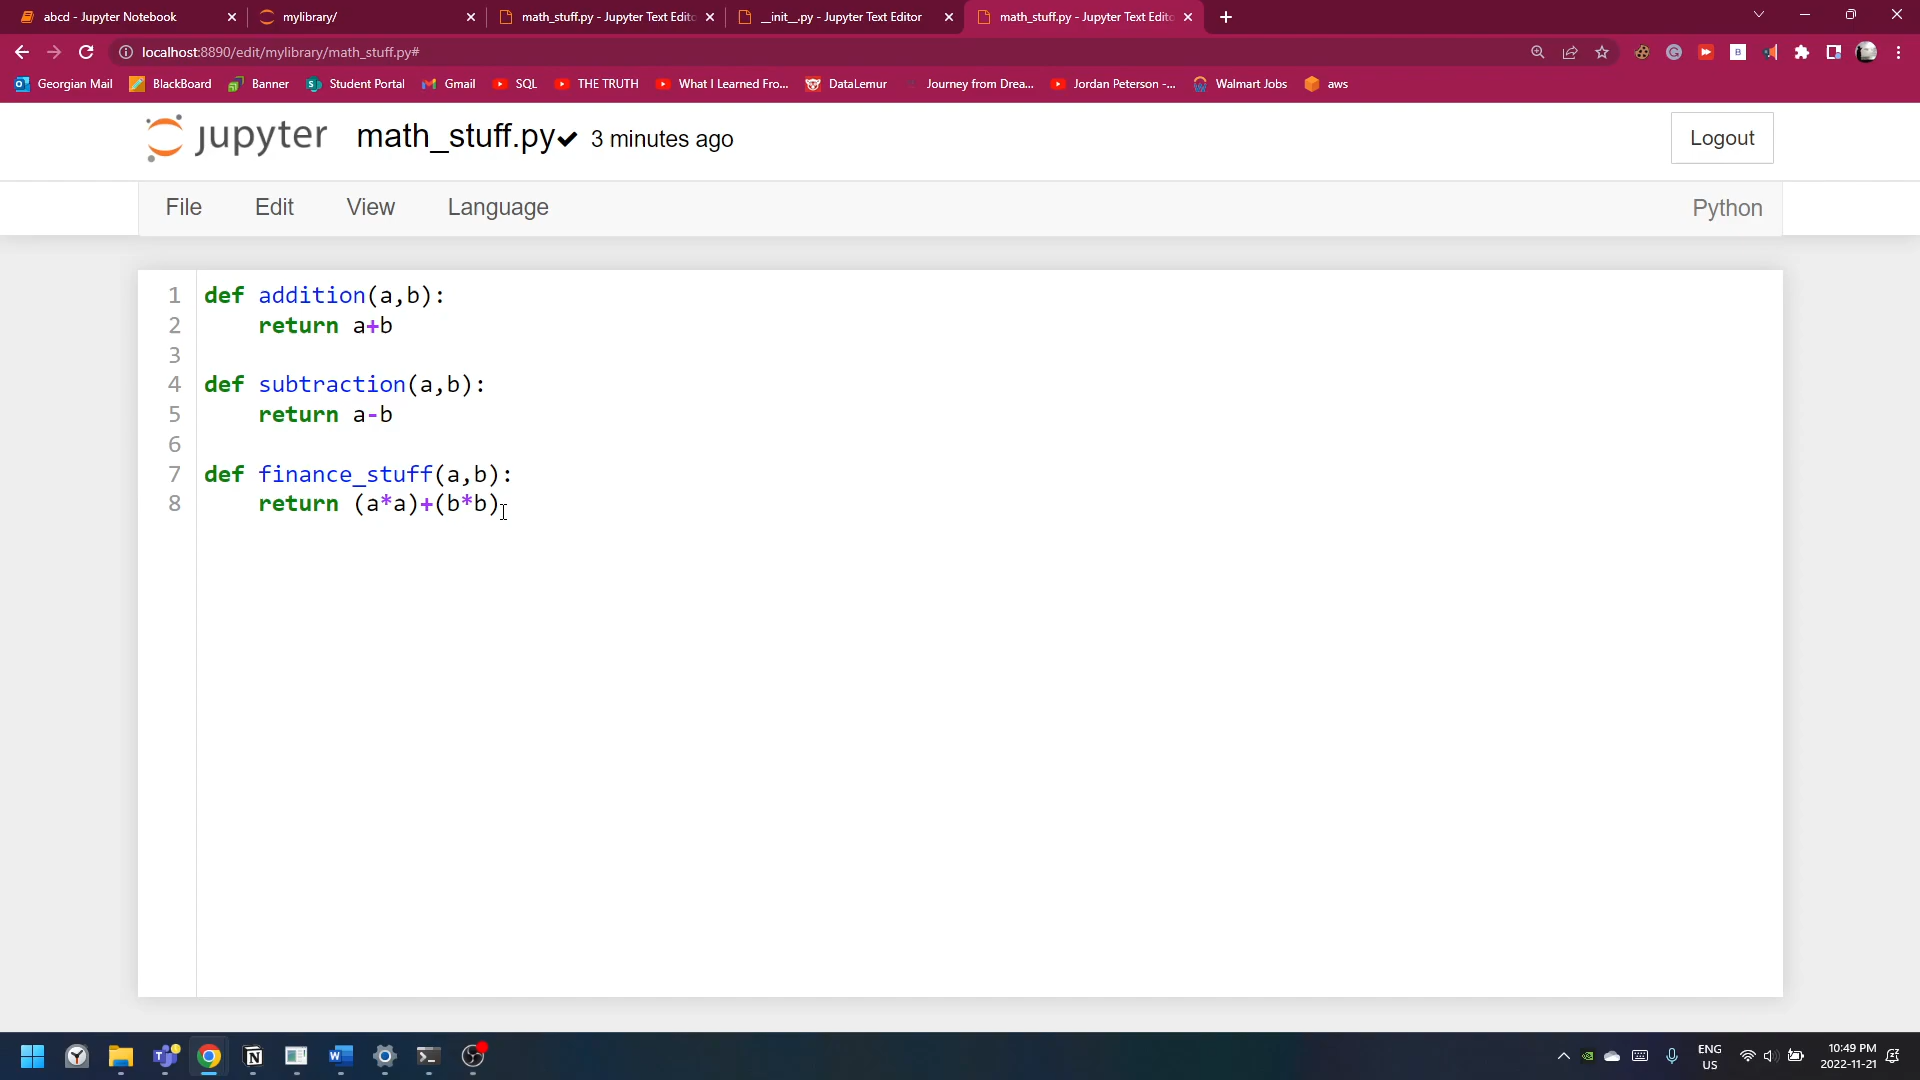 abcd - Jupyter Notebook
mylibrary/
math_stuff.py - Jupyter Text Edito
__init__.py - Jupyter Text Editor
math_stuff.py - Jupyter Text Edito
localhost:8890/edit/mylibrary/math_stuff.py#
Georgian Mail
BlackBoard
Banner
Student Portal
Gmail
SQL
THE TRUTH
What I Learned Fro...
DataLemur
Journey from Drea...
Jordan Peterson -...
Walmart Jobs
aws
jupyter math_stuff.py✔ 3 minutes ago
Logout
File Edit View Language
Python
1 def addition(a,b):
2     return a+b
3
4 def subtraction(a,b):
5     return a-b
6
7 def finance_stuff(a,b):
8     return (a*a)+(b*b)
ENG
US
10:49 PM
2022-11-21